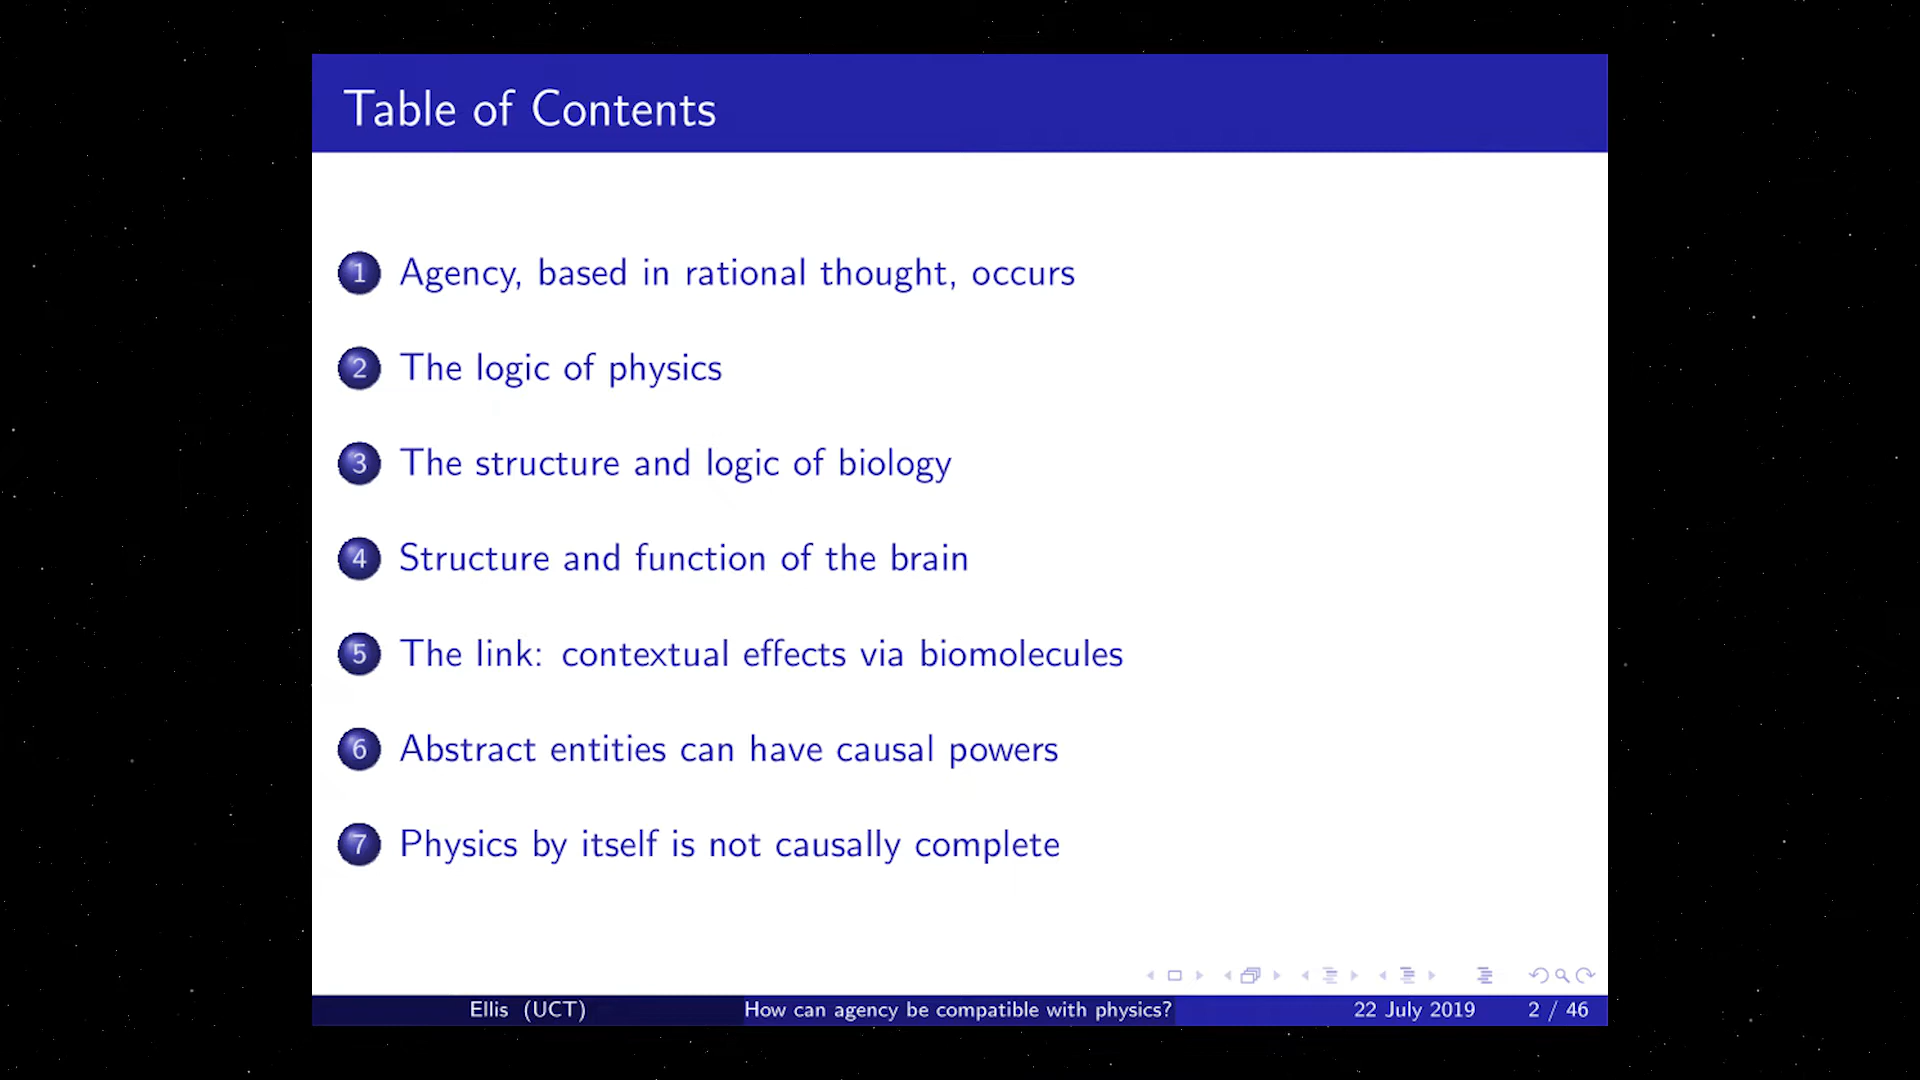 Table of Contents
1 Agency, based in rational thought, occurs
2 The logic of physics
3 The structure and logic of biology
4 Structure and function of the brain
5 The link: contextual effects via biomolecules
6 Abstract entities can have causal powers
7 Physics by itself is not causally complete
Ellis (UCT) How can agency be compatible with physics? 22 July 2019 2 / 46